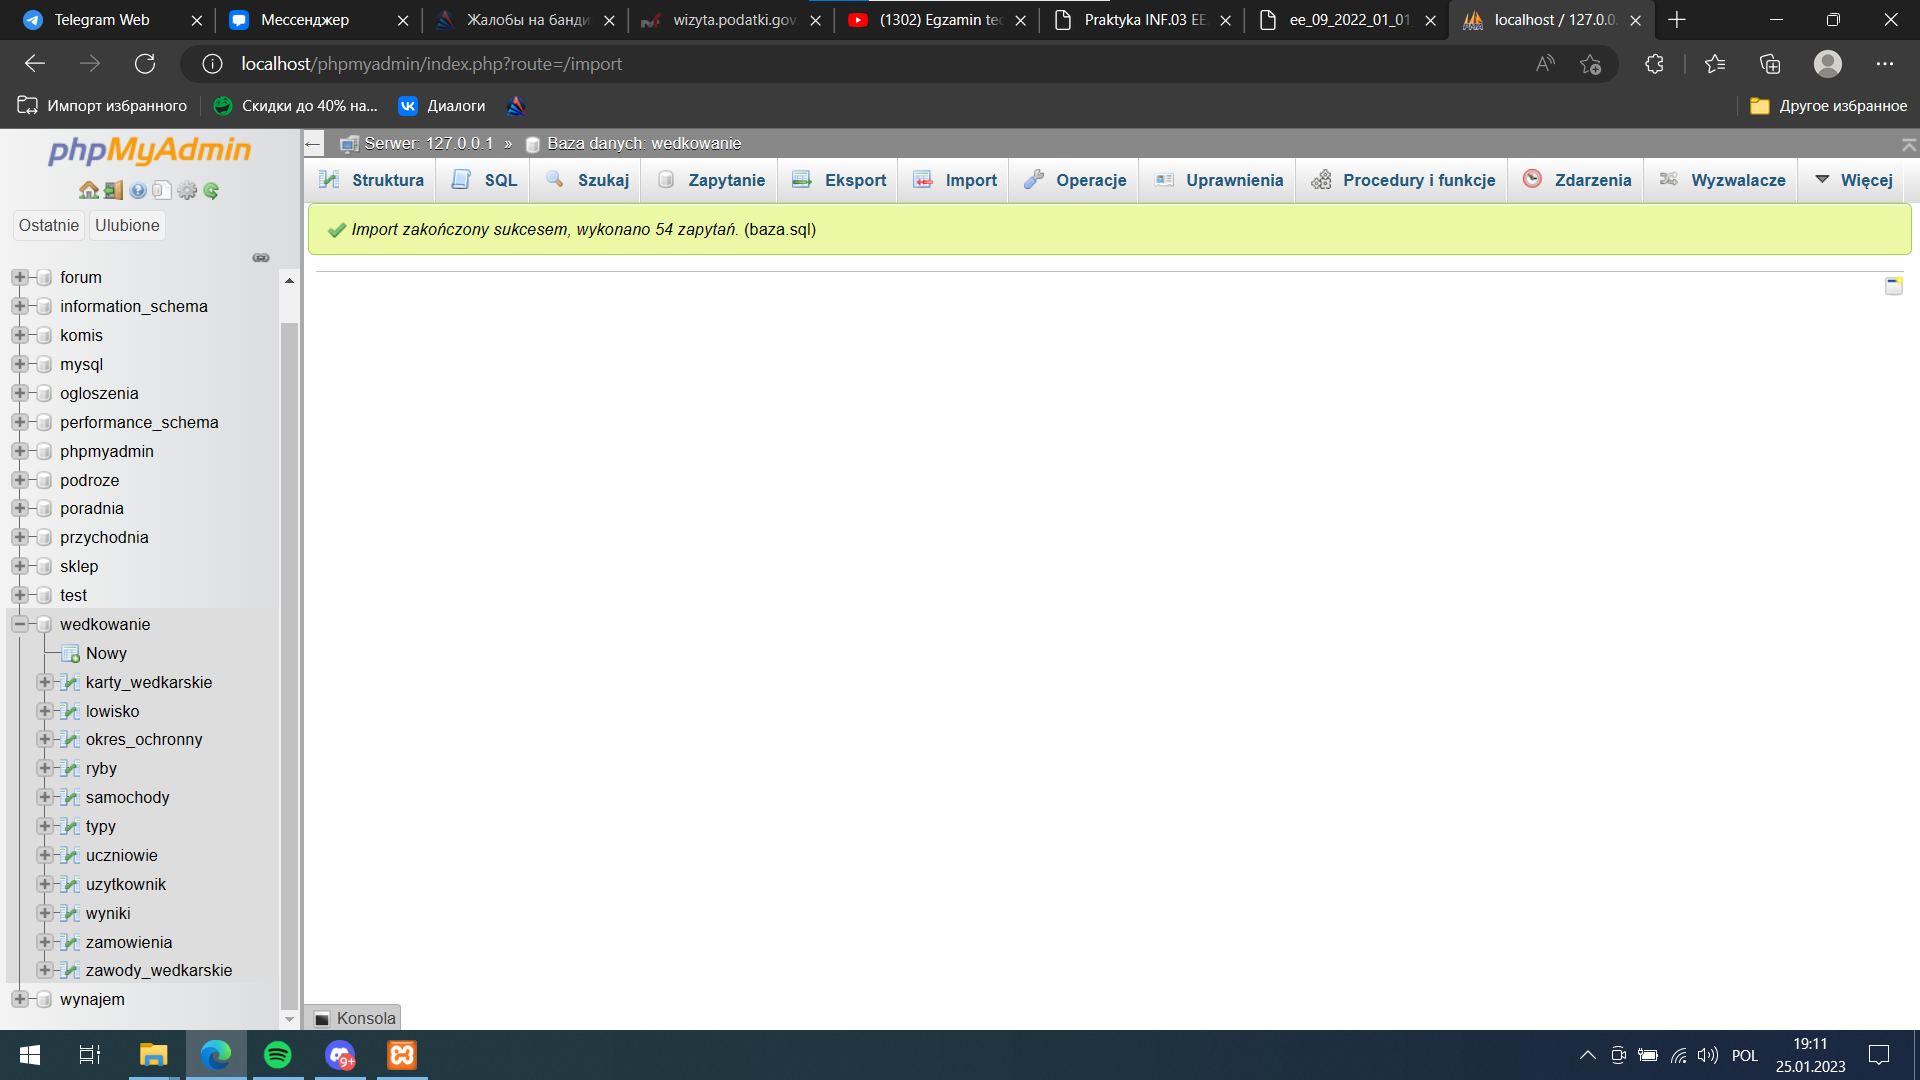 Telegram Web
Мессенджер
Жалобы на банди
wizyta.podatki.gov.
(1302) Egzamin tec
Praktyka INF.03 EE.
ee_09_2022_01_01_
localhost / 127.0.0.
localhost/phpmyadmin/index.php?route=/import
Импорт избранного
Скидки до 40% на...
Диалоги
Другое избранное
phpMyAdmin
Serwer: 127.0.0.1 » Baza danych: wedkowanie
Struktura
SQL
Szukaj
Zapytanie
Eksport
Import
Operacje
Uprawnienia
Procedury i funkcje
Zdarzenia
Wyzwalacze
Więcej
Ostatnie
Ulubione
Import zakończony sukcesem, wykonano 54 zapytań. (baza.sql)
forum
information_schema
komis
mysql
ogloszenia
performance_schema
phpmyadmin
podroze
poradnia
przychodnia
sklep
test
wedkowanie
Nowy
karty_wedkarskie
lowisko
okres_ochronny
ryby
samochody
typy
uczniowie
uzytkownik
wyniki
zamowienia
zawody_wedkarskie
wynajem
Konsola
9+
POL
19:11
25.01.2023